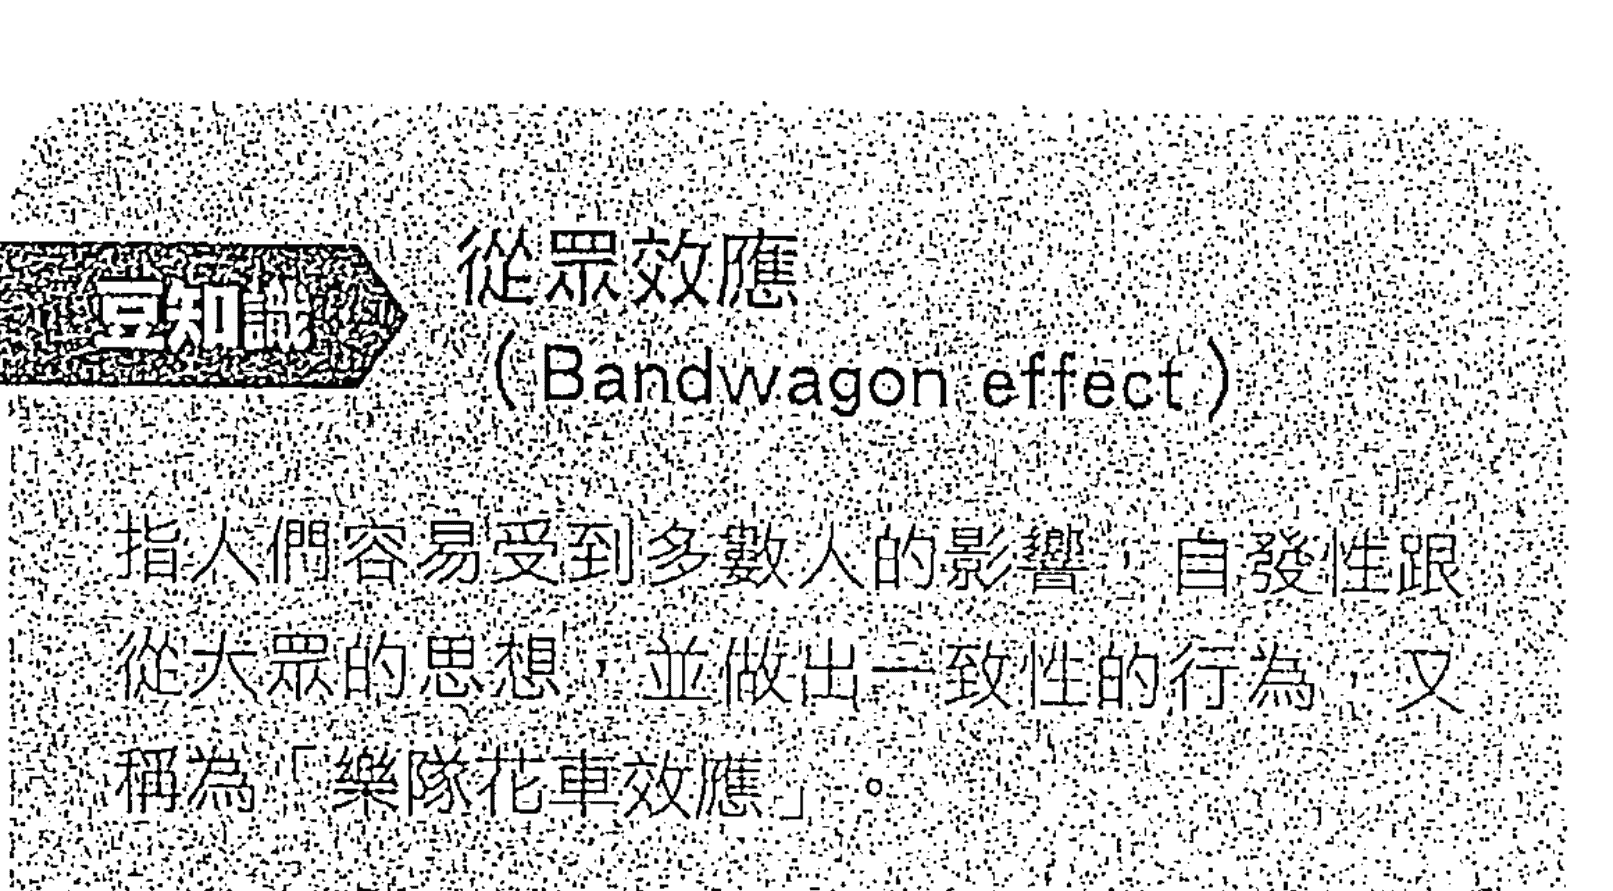 豆知識
從眾效應
（Bandwagon effect）
指人們容易受到多數人的影響，自發性跟
從大眾的思想，並做出一致性的行為，又
稱為「樂隊花車效應」。